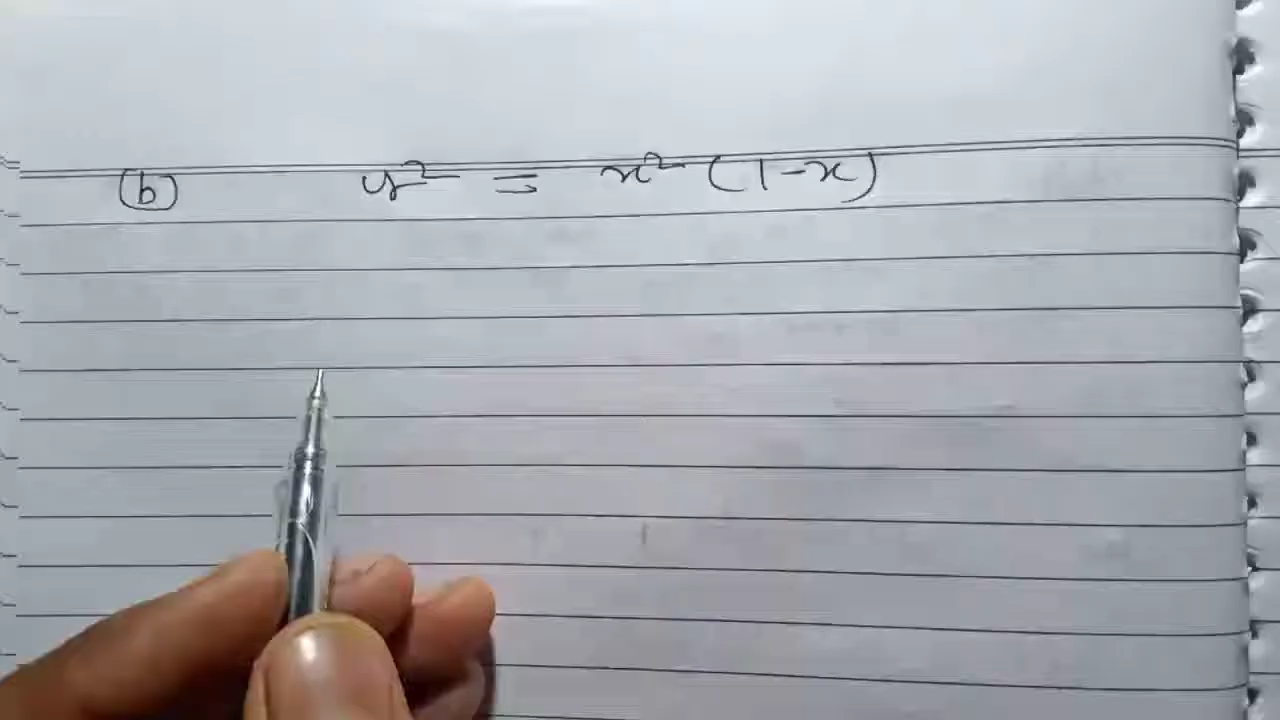 (b) y² = x² (1-x)